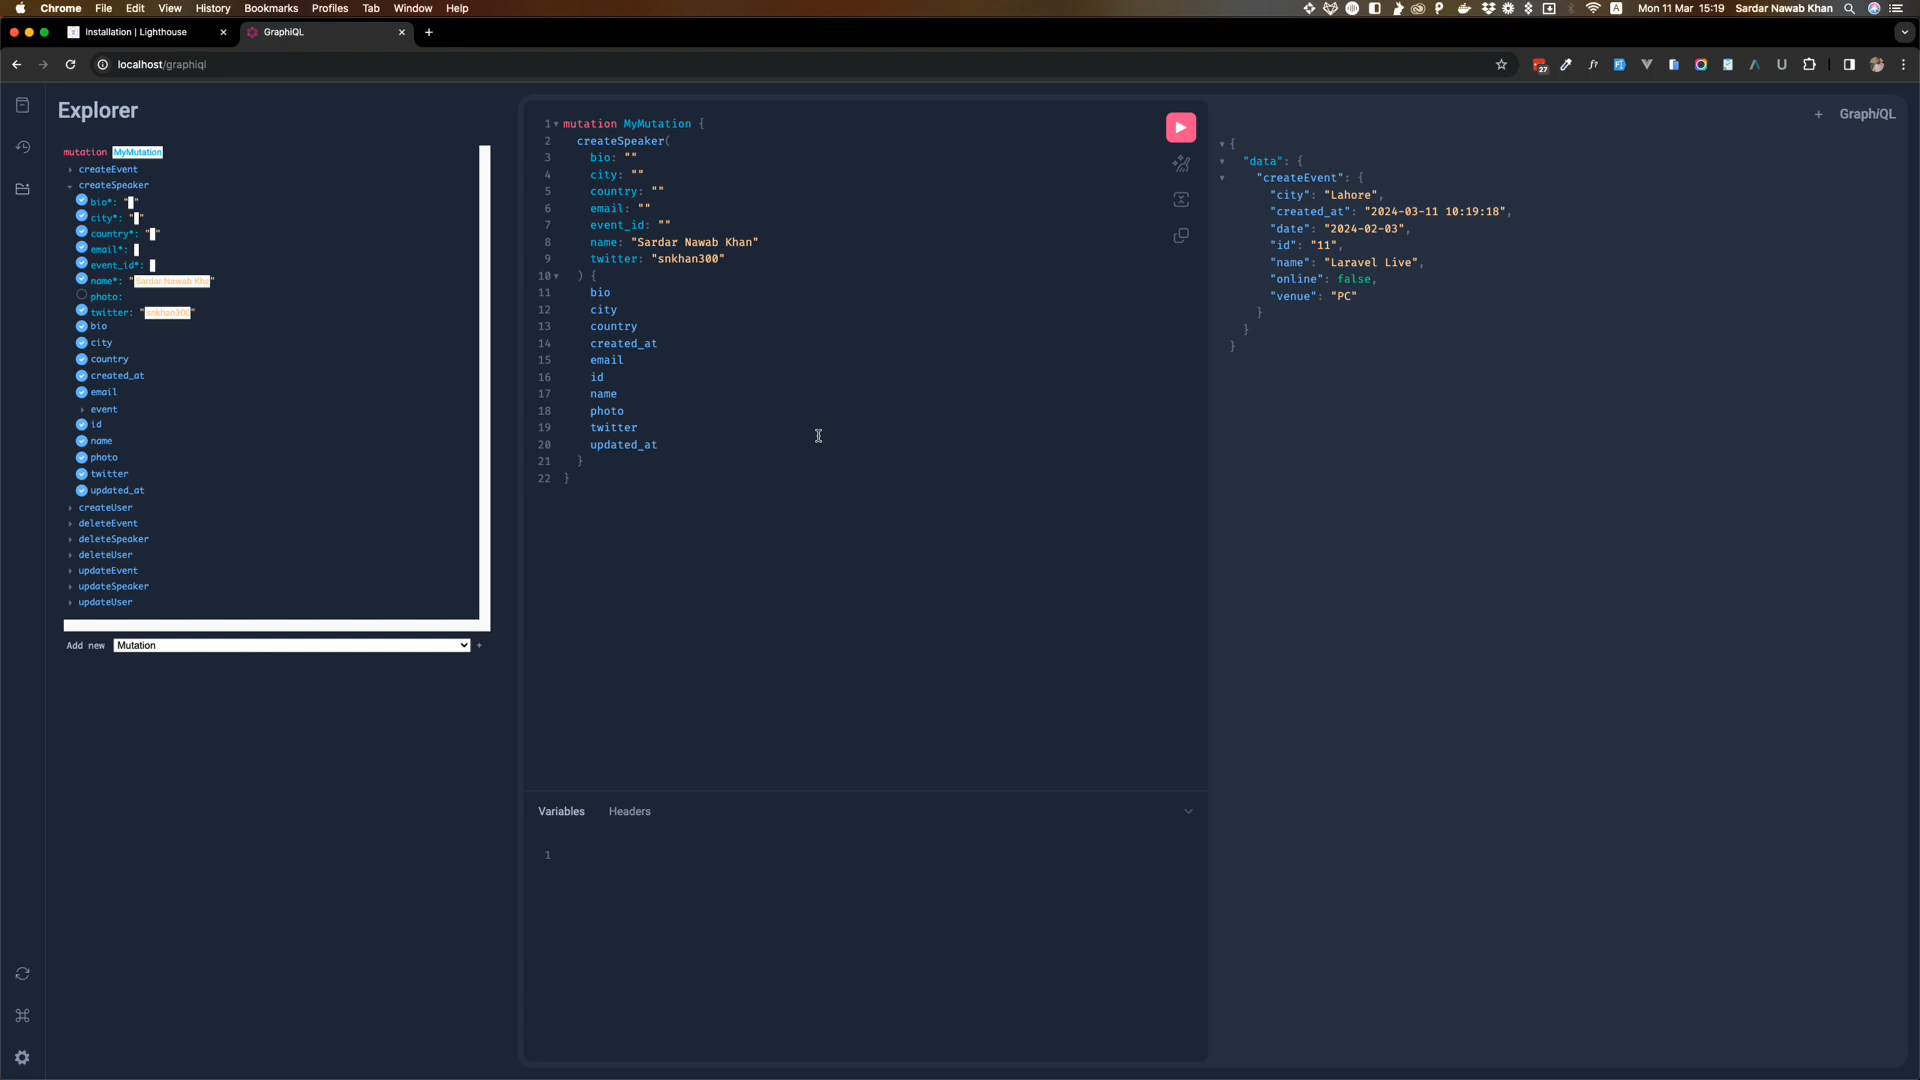 Chrome File Edit View History Bookmarks Profiles Tab Window Help
27 A Mon 11 Mar 15:19 Sardar Nawab Khan
Installation | Lighthouse
GraphiQL
localhost/graphiql
Explorer
mutation MyMutation
createEvent
createSpeaker
bio*: ""
city*: ""
country*: ""
email*:
event_id*:
name*: "Sardar Nawab Kha"
photo:
twitter: "snkhan300"
bio
city
country
created_at
email
event
id
name
photo
twitter
updated_at
createUser
deleteEvent
deleteSpeaker
deleteUser
updateEvent
updateSpeaker
updateUser
Add new Mutation +
1 mutation MyMutation {
2 createSpeaker(
3 bio: ""
4 city: ""
5 country: ""
6 email: ""
7 event_id: ""
8 name: "Sardar Nawab Khan"
9 twitter: "snkhan300"
10 ) {
11 bio
12 city
13 country
14 created_at
15 email
16 id
17 name
18 photo
19 twitter
20 updated_at
21 }
22 }
Variables Headers
1
+ GraphiQL
{
"data": {
"createEvent": {
"city": "Lahore",
"created_at": "2024-03-11 10:19:18",
"date": "2024-02-03",
"id": "11",
"name": "Laravel Live",
"online": false,
"venue": "PC"
}
}
}